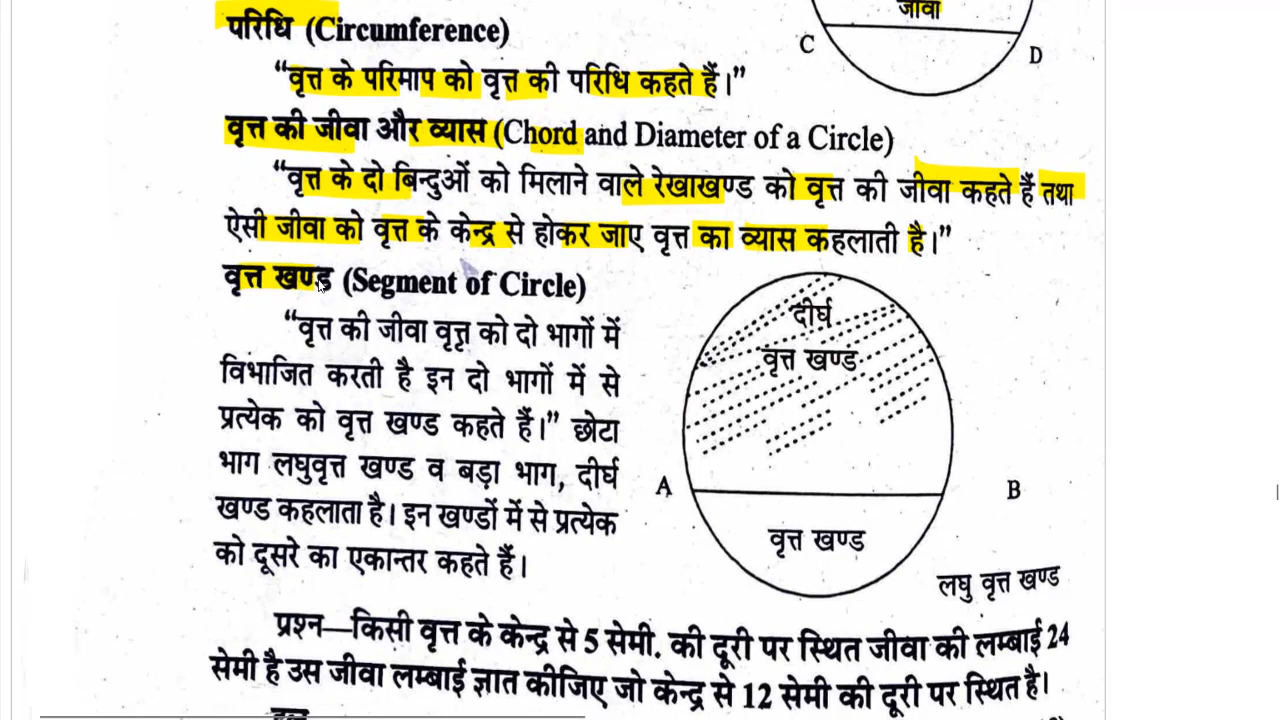 जीवा
परिधि (Circumference)
C
D
“वृत्त के परिमाप को वृत्त की परिधि कहते हैं।”
वृत्त की जीवा और व्यास (Chord and Diameter of a Circle)
“वृत्त के दो बिन्दुओं को मिलाने वाले रेखाखण्ड को वृत्त की जीवा कहते हैं तथा
ऐसी जीवा को वृत्त के केन्द्र से होकर जाए वृत्त का व्यास कहलाती है।”
वृत्त खण्ड (Segment of Circle)
“वृत्त की जीवा वृत्त को दो भागों में
विभाजित करती है इन दो भागों में से
प्रत्येक को वृत्त खण्ड कहते हैं।” छोटा
भाग लघुवृत्त खण्ड व बड़ा भाग, दीर्घ
खण्ड कहलाता है। इन खण्डों में से प्रत्येक
को दूसरे का एकान्तर कहते हैं।
दीर्घ
वृत्त खण्ड
A
B
वृत्त खण्ड
लघु वृत्त खण्ड
प्रश्न—किसी वृत्त के केन्द्र से 5 सेमी. की दूरी पर स्थित जीवा की लम्बाई 24
सेमी है उस जीवा लम्बाई ज्ञात कीजिए जो केन्द्र से 12 सेमी की दूरी पर स्थित है।